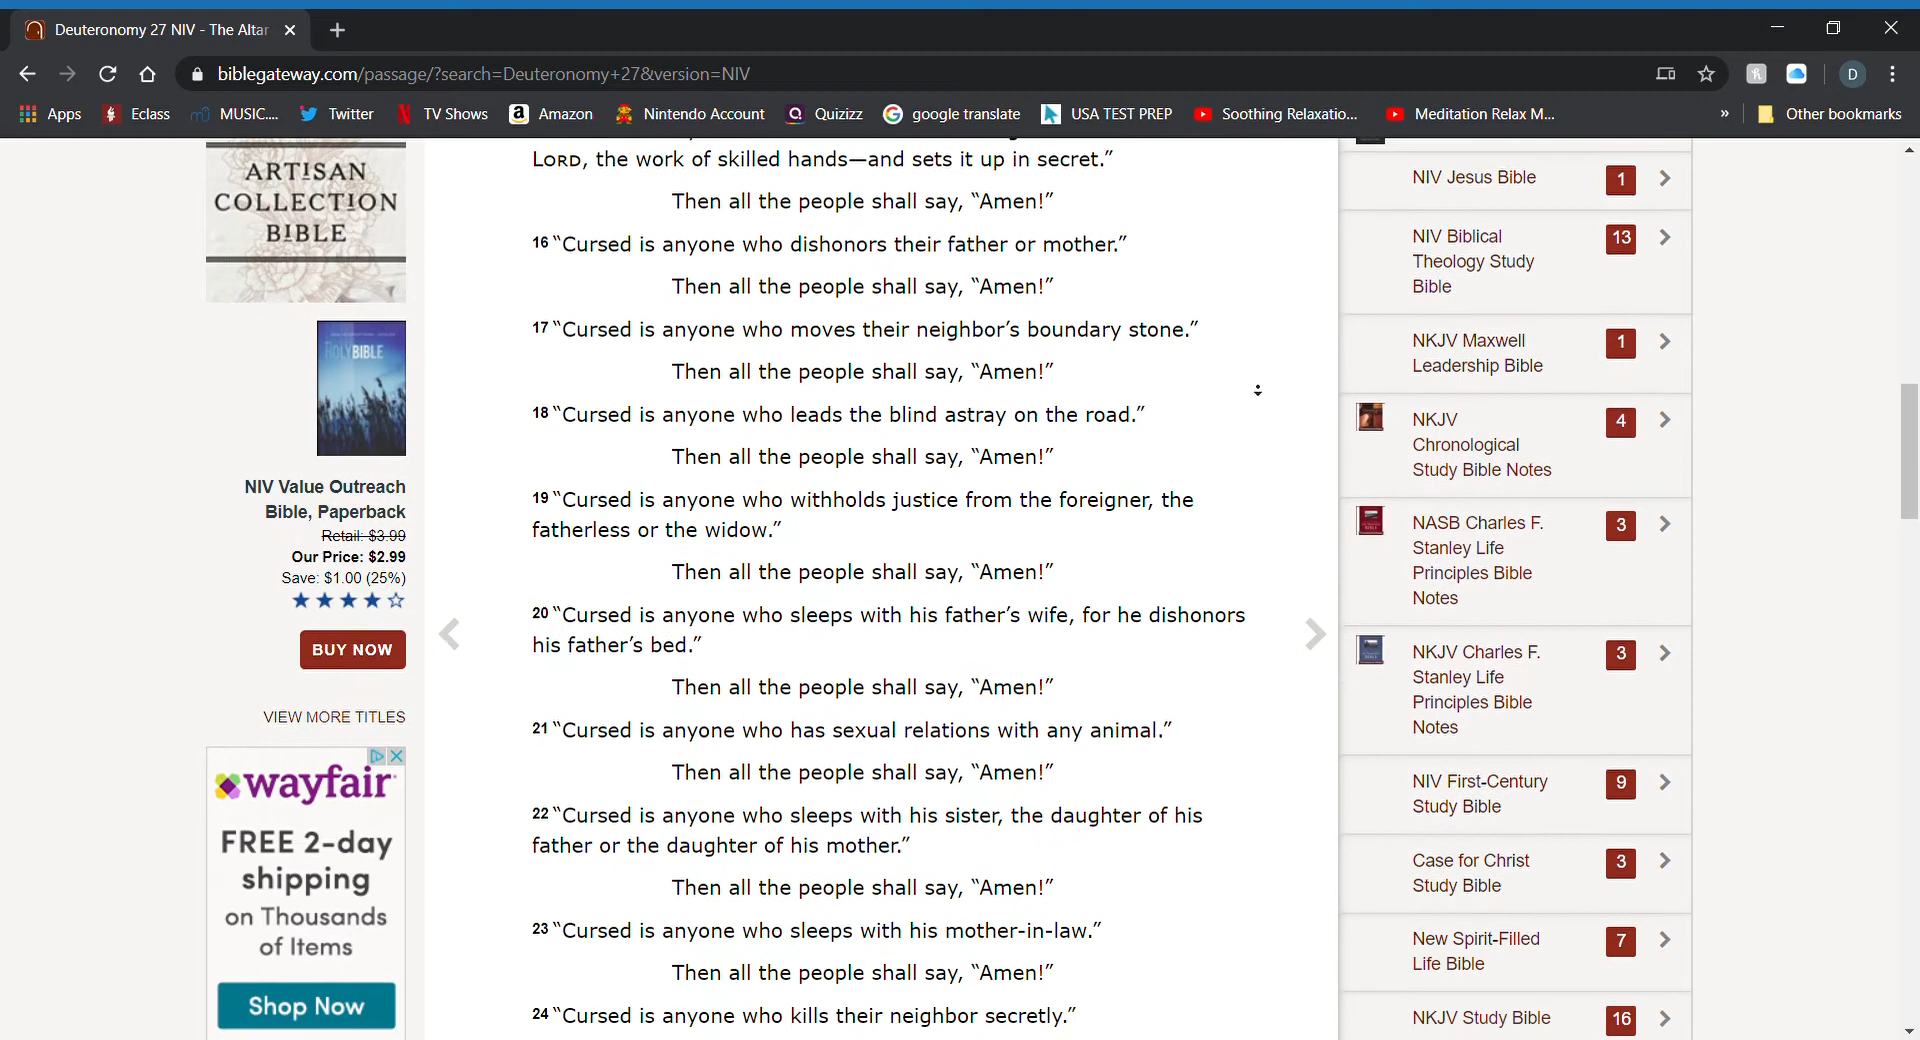 Deuteronomy 27 NIV - The Altar
biblegateway.com/passage/?search=Deuteronomy+27&version=NIV
D
Apps
Eclass
MUSIC....
Twitter
TV Shows
Amazon
Nintendo Account
Quizizz
google translate
USA TEST PREP
Soothing Relaxatio...
Meditation Relax M...
»
Other bookmarks
ARTISAN
COLLECTION
BIBLE
HOLY BIBLE
NIV Value Outreach
Bible, Paperback
Retail: $3.99
Our Price: $2.99
Save: $1.00 (25%)
BUY NOW
VIEW MORE TITLES
wayfair
FREE 2-day
shipping
on Thousands
of Items
Shop Now
LORD, the work of skilled hands—and sets it up in secret.”
Then all the people shall say, “Amen!”
16 “Cursed is anyone who dishonors their father or mother.”
Then all the people shall say, “Amen!”
17 “Cursed is anyone who moves their neighbor’s boundary stone.”
Then all the people shall say, “Amen!”
18 “Cursed is anyone who leads the blind astray on the road.”
Then all the people shall say, “Amen!”
19 “Cursed is anyone who withholds justice from the foreigner, the
fatherless or the widow.”
Then all the people shall say, “Amen!”
20 “Cursed is anyone who sleeps with his father’s wife, for he dishonors
his father’s bed.”
Then all the people shall say, “Amen!”
21 “Cursed is anyone who has sexual relations with any animal.”
Then all the people shall say, “Amen!”
22 “Cursed is anyone who sleeps with his sister, the daughter of his
father or the daughter of his mother.”
Then all the people shall say, “Amen!”
23 “Cursed is anyone who sleeps with his mother-in-law.”
Then all the people shall say, “Amen!”
24 “Cursed is anyone who kills their neighbor secretly.”
NIV Jesus Bible
1
NIV Biblical
Theology Study
Bible
13
NKJV Maxwell
Leadership Bible
1
NKJV
Chronological
Study Bible Notes
4
NASB Charles F.
Stanley Life
Principles Bible
Notes
3
NKJV Charles F.
Stanley Life
Principles Bible
Notes
3
NIV First-Century
Study Bible
9
Case for Christ
Study Bible
3
New Spirit-Filled
Life Bible
7
NKJV Study Bible
16